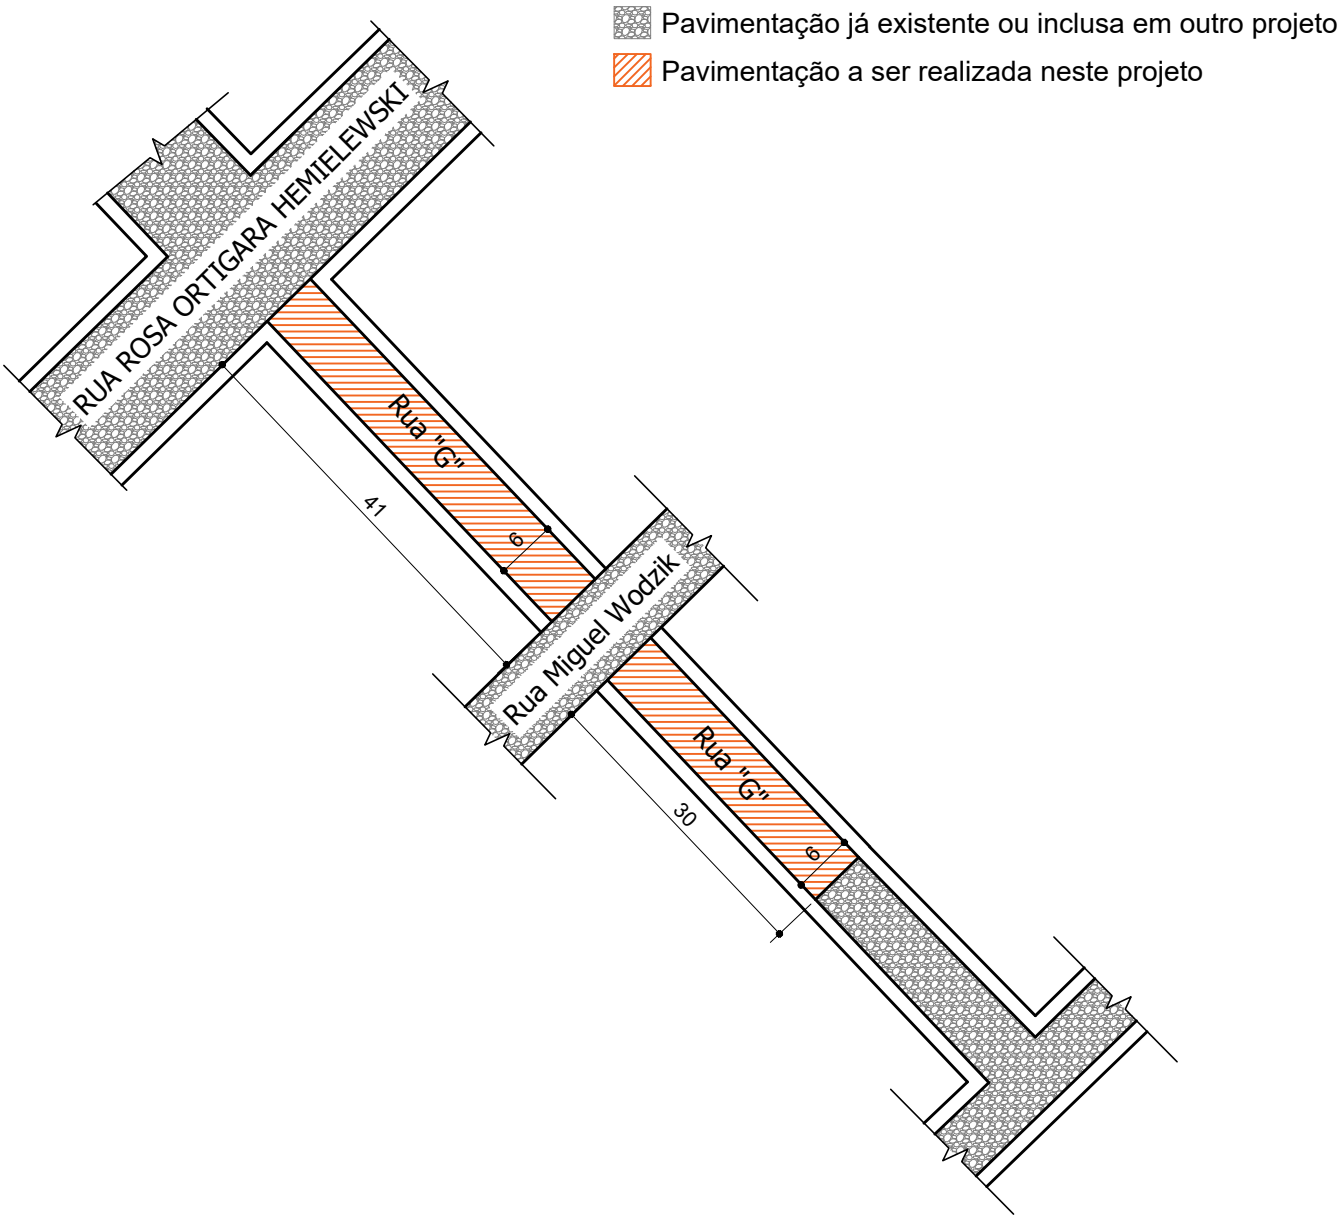 Pavimentação já existente ou inclusa em outro projeto
Pavimentação a ser realizada neste projeto
RUA ROSA ORTIGARA HEMIELEWSKI
Rua "G"
41
6
Rua Miguel Wodzik
Rua "G"
30
6